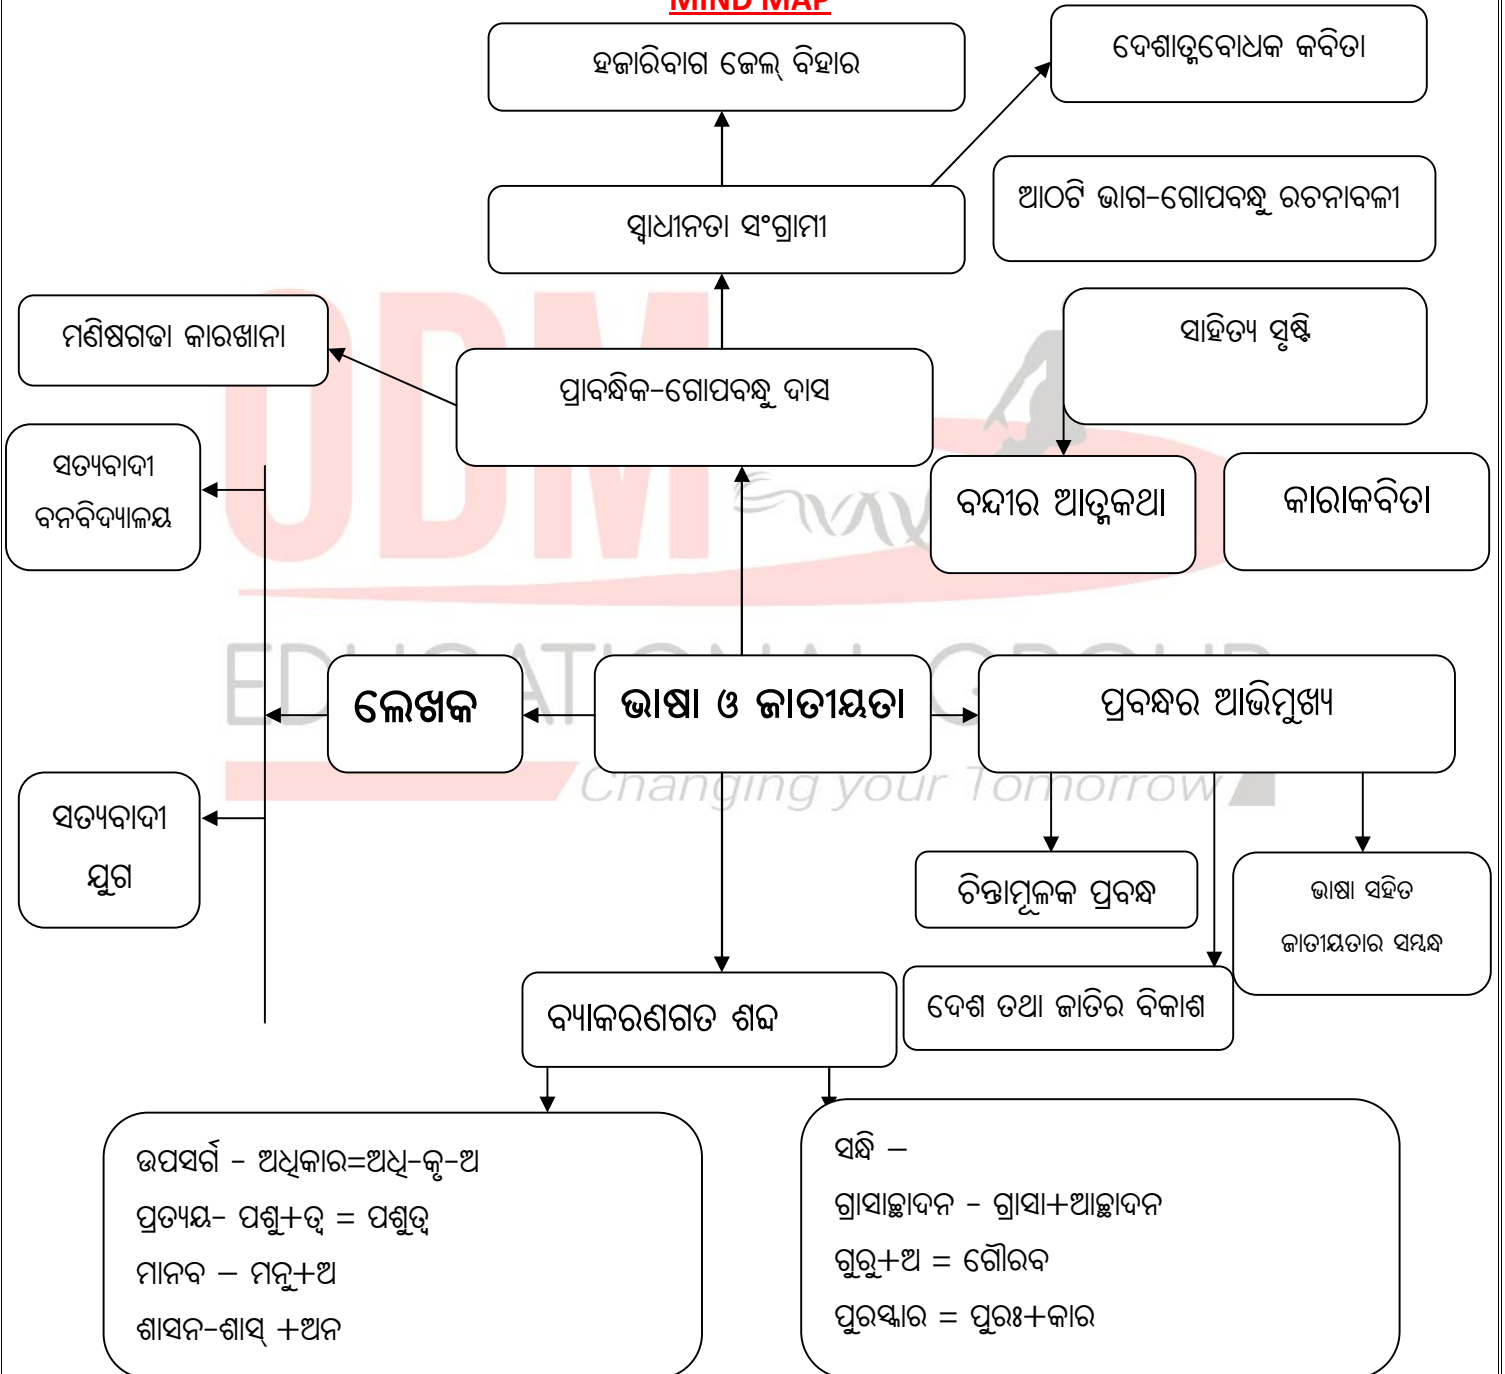 MIND MAP
ହଜାରିବାଗ ଜେଲ୍ ବିହାର
ଦେଶାତ୍ମବୋଧକ କବିତା
ସ୍ୱାଧୀନତା ସଂଗ୍ରାମୀ
ଆଠଟି ଭାଗ-ଗୋପବନ୍ଧୁ ରଚନାବଳୀ
ମଣିଷଗଢା କାରଖାନା
ପ୍ରାବନ୍ଧିକ-ଗୋପବନ୍ଧୁ ଦାସ
ସାହିତ୍ୟ ସୃଷ୍ଟି
ସତ୍ୟବାଦୀ
ବନବିଦ୍ୟାଳୟ
ବନ୍ଦୀର ଆତ୍ମକଥା
କାରାକବିତା
ODM
EDUCATIONAL GROUP
Changing your Tomorrow
ଲେଖକ
ଭାଷା ଓ ଜାତୀୟତା
ପ୍ରବନ୍ଧର ଆଭିମୁଖ୍ୟ
ସତ୍ୟବାଦୀ
ଯୁଗ
ଚିନ୍ତାମୂଳକ ପ୍ରବନ୍ଧ
ଭାଷା ସହିତ
ଜାତୀୟତାର ସମ୍ବନ୍ଧ
ଦେଶ ତଥା ଜାତିର ବିକାଶ
ବ୍ୟାକରଣଗତ ଶବ୍ଦ
ଉପସର୍ଗ - ଅଧିକାର=ଅଧି-କୃ-ଅ
ପ୍ରତ୍ୟୟ- ପଶୁ+ତ୍ୱ = ପଶୁତ୍ୱ
ମାନବ – ମନୁ+ଅ
ଶାସନ-ଶାସ୍ +ଅନ
ସନ୍ଧି –
ଗ୍ରାସାଚ୍ଛାଦନ - ଗ୍ରାସା+ଆଚ୍ଛାଦନ
ଗୁରୁ+ଅ = ଗୌରବ
ପୁରସ୍କାର = ପୁରଃ+କାର